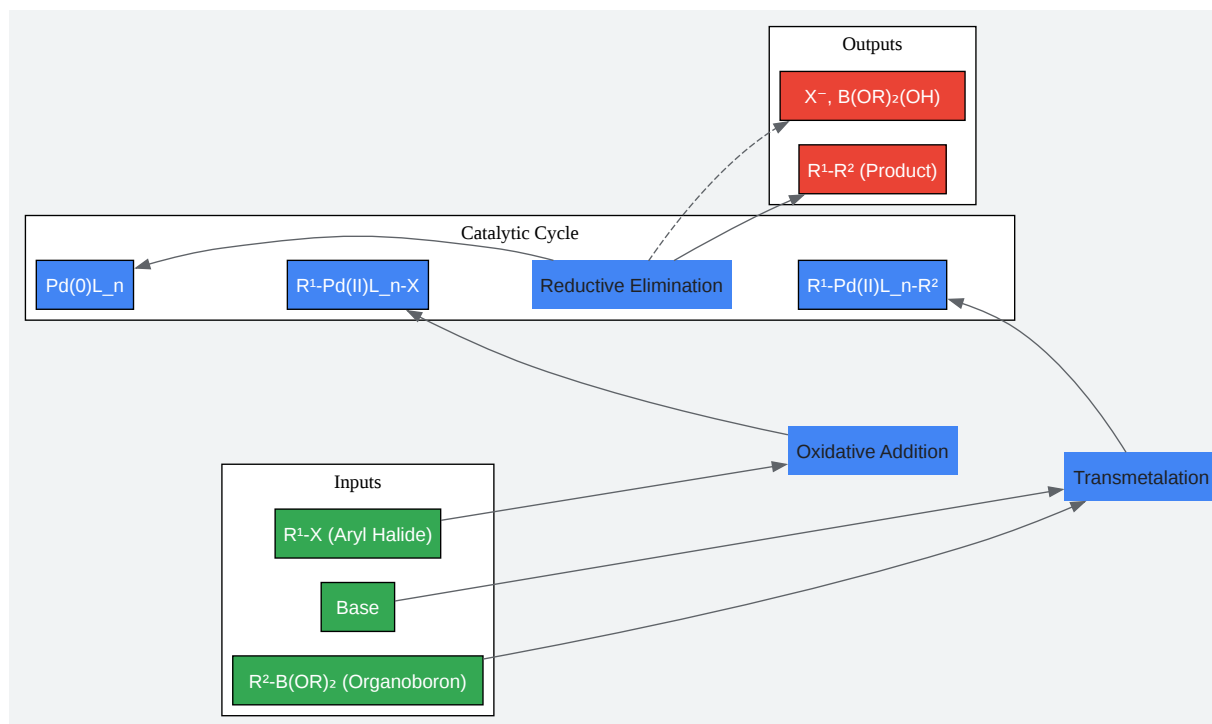 Outputs
X⁻, B(OR)₂(OH)
R¹-R² (Product)
Catalytic Cycle
Pd(0)L_n
R¹-Pd(II)L_n-X
Reductive Elimination
R¹-Pd(II)L_n-R²
Oxidative Addition
Transmetalation
Inputs
R¹-X (Aryl Halide)
Base
R²-B(OR)₂ (Organoboron)